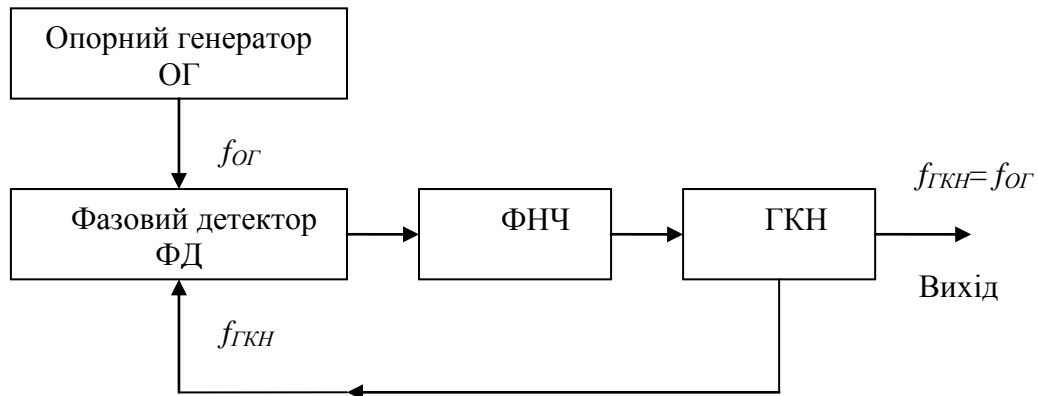 Опорний генератор
ОГ
fОГ
fГКН= fОГ
Фазовий детектор
ФД
ФНЧ
ГКН
Вихід
fГКН